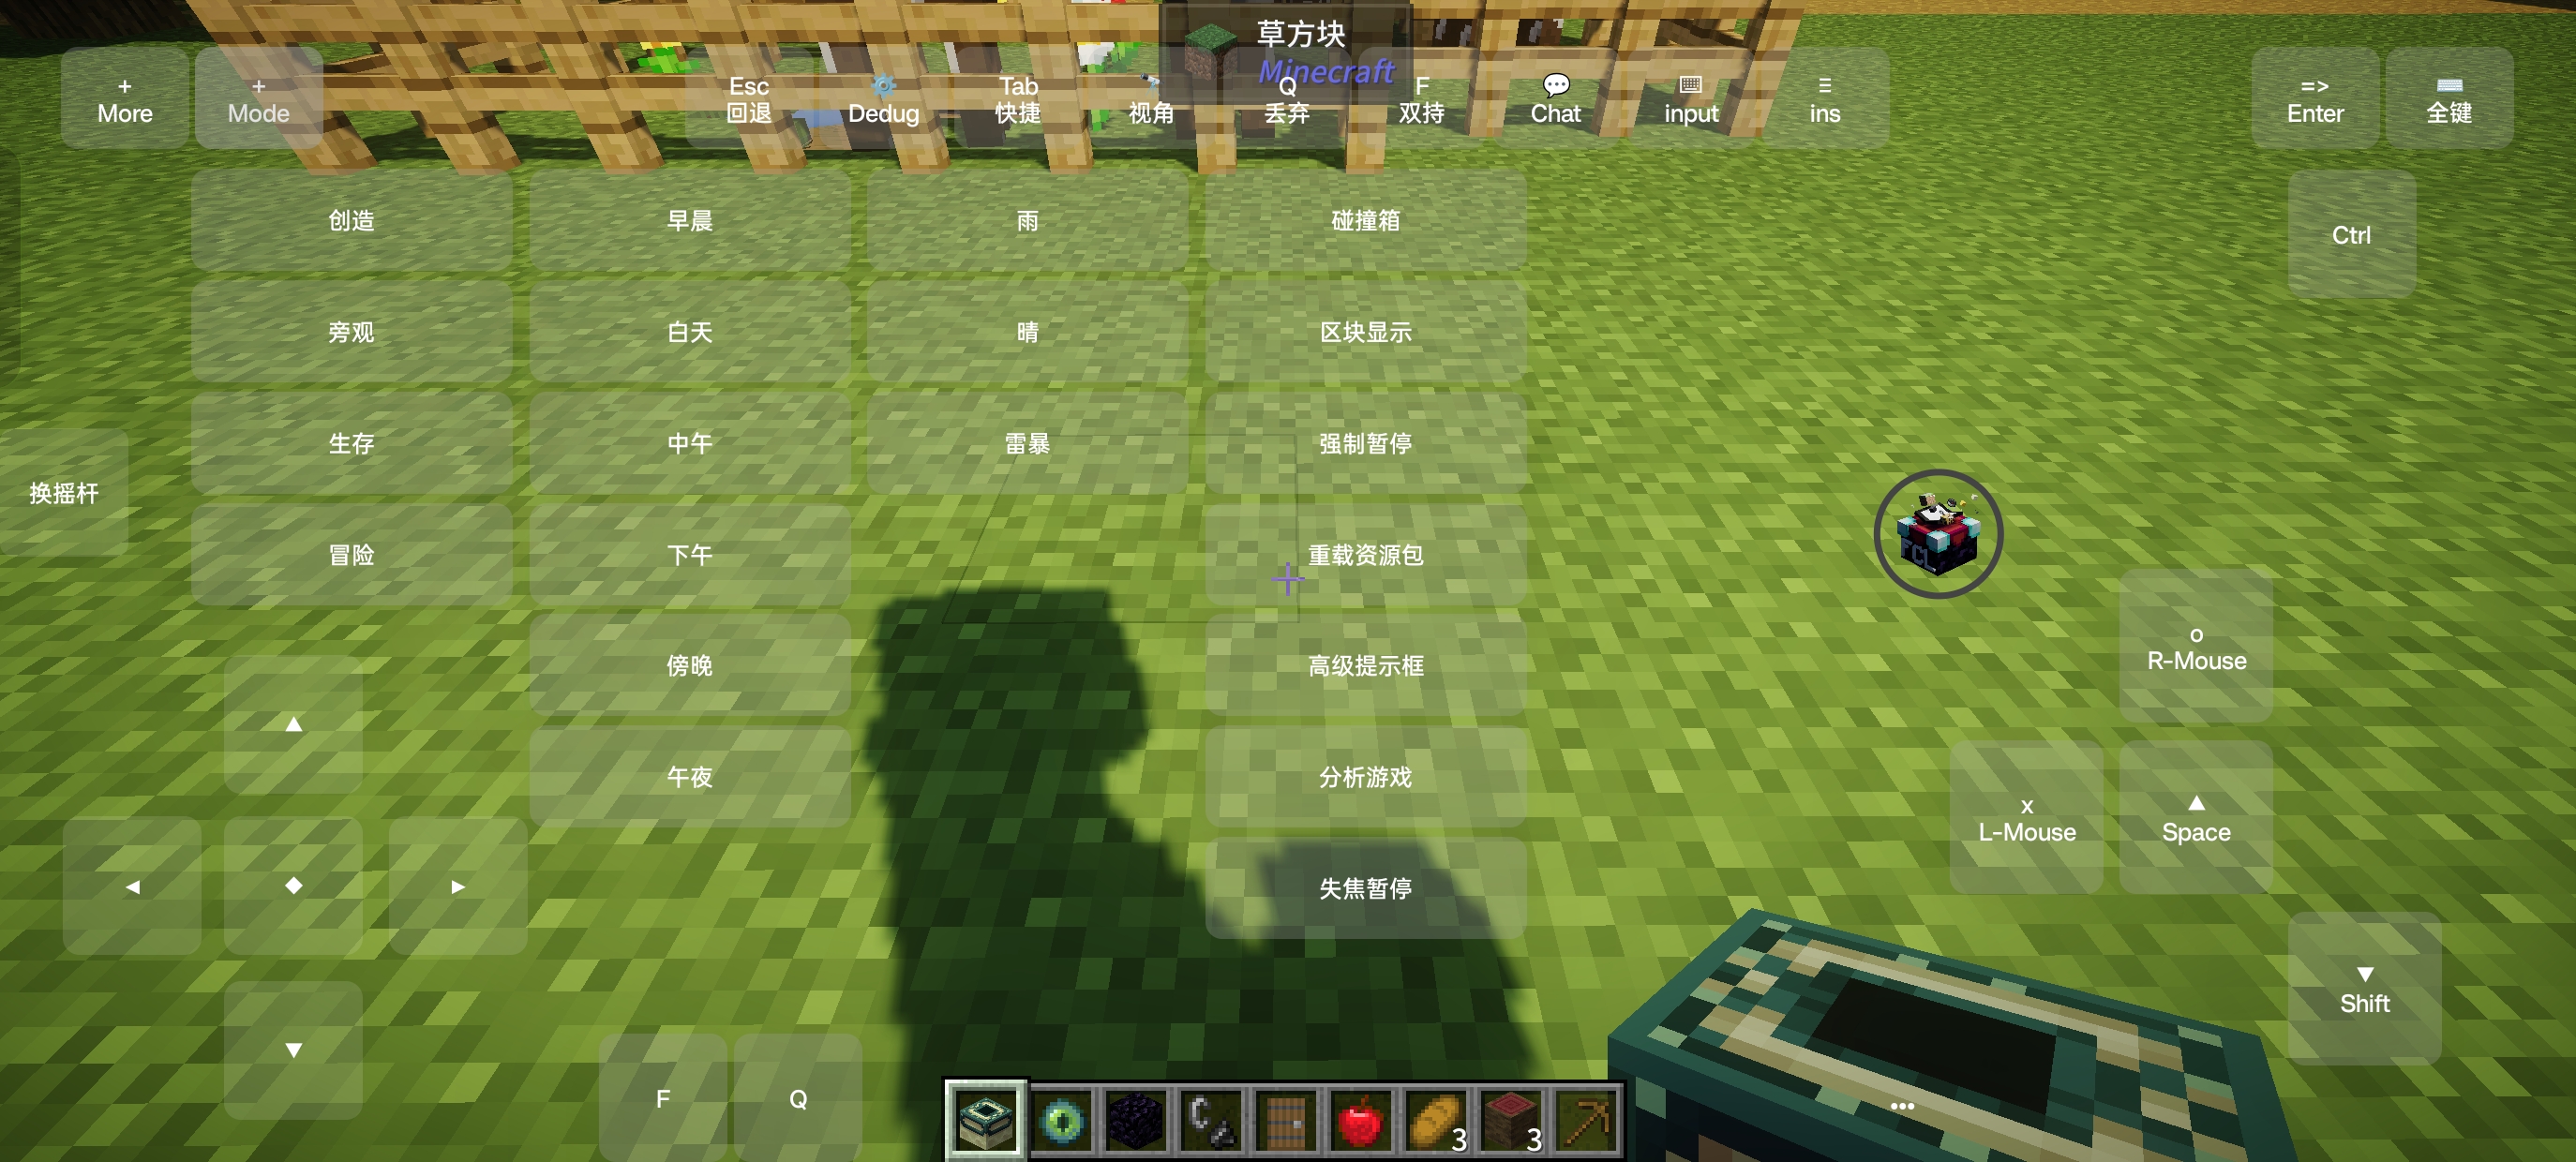 草方块
Minecraft
+
More
+
Mode
Esc
回退
Dedug
Tab
快捷
视角
Q
丢弃
F
双持
Chat
input
ins
=>
Enter
全键
创造
早晨
雨
碰撞箱
Ctrl
旁观
白天
晴
区块显示
生存
中午
雷暴
强制暂停
换摇杆
冒险
下午
重载资源包
FCL
傍晚
高级提示框
o
R-Mouse
午夜
分析游戏
x
L-Mouse
▲
Space
▲
◀
◆
▶
失焦暂停
▼
Shift
▼
F
Q
3
3
•••